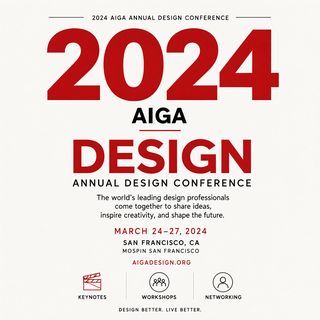 2024 AIGA ANNUAL DESIGN CONFERENCE
2024
AIGA
DESIGN
ANNUAL DESIGN CONFERENCE
The world's leading design professionals
come together to share ideas,
inspire creativity, and shape the future.
MARCH 24–27, 2024
SAN FRANCISCO, CA
MOSPIN SAN FRANCISCO
AIGADESIGN.ORG
KEYNOTES
WORKSHOPS
NETWORKING
DESIGN BETTER. LIVE BETTER.